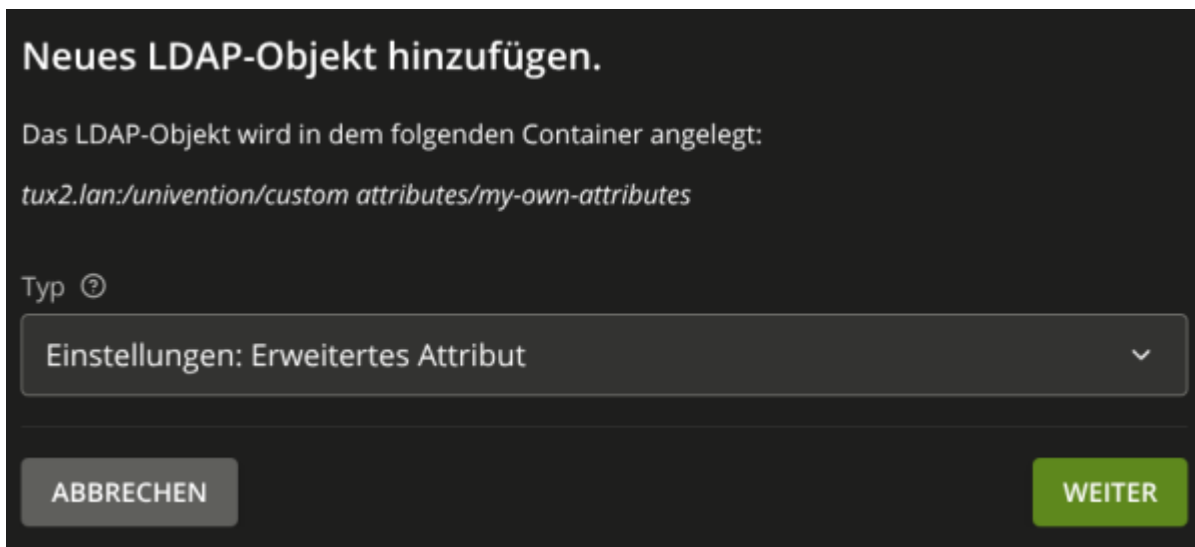 Neues LDAP-Objekt hinzufügen.
Das LDAP-Objekt wird in dem folgenden Container angelegt:
tux2.lan:/univention/custom attributes/my-own-attributes
Typ ?
Einstellungen: Erweitertes Attribut
ABBRECHEN
WEITER